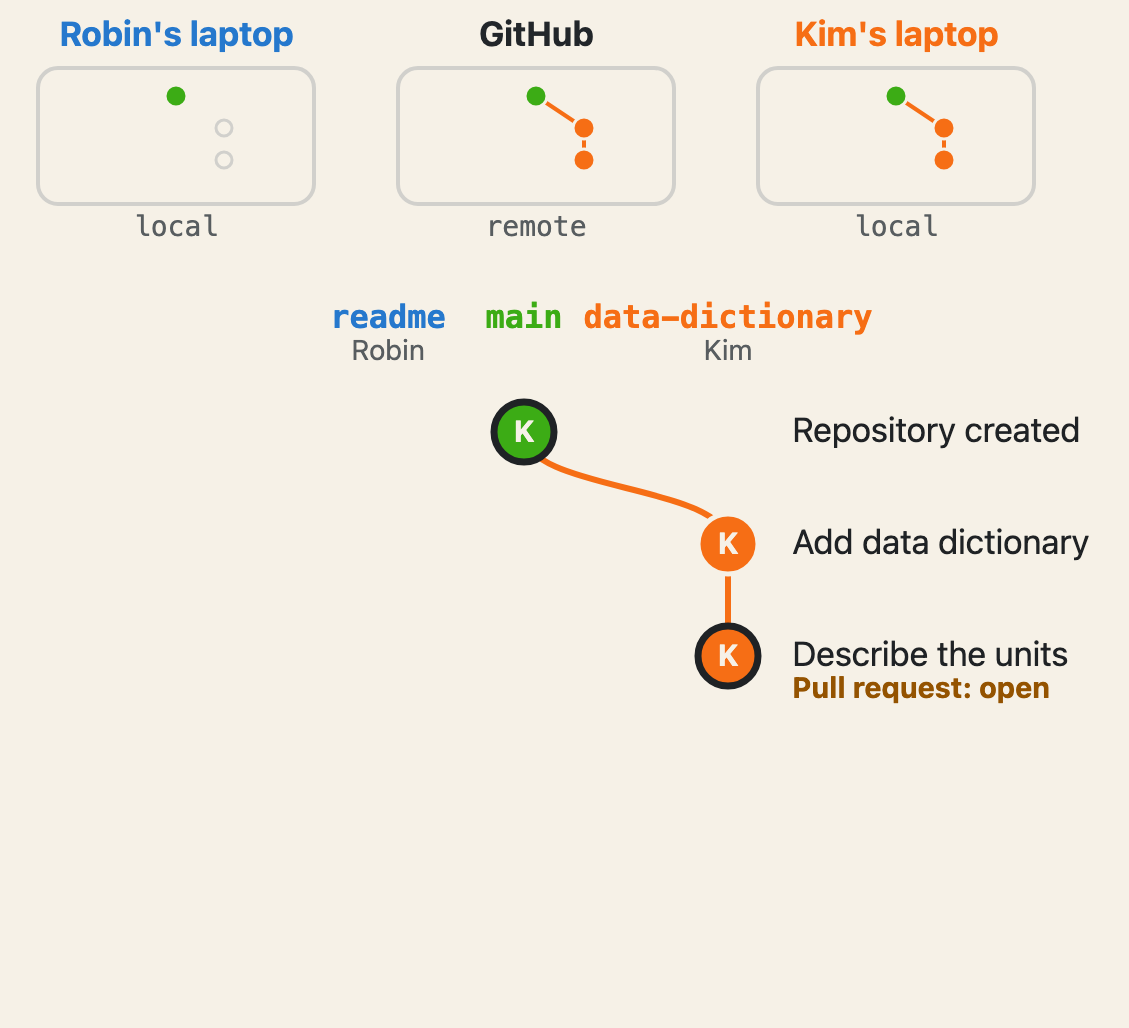 Robin's laptop GitHub Kim's laptop
local remote local
readme main data-dictionary
Robin Kim
K Repository created
K Add data dictionary
K Describe the units
Pull request: open